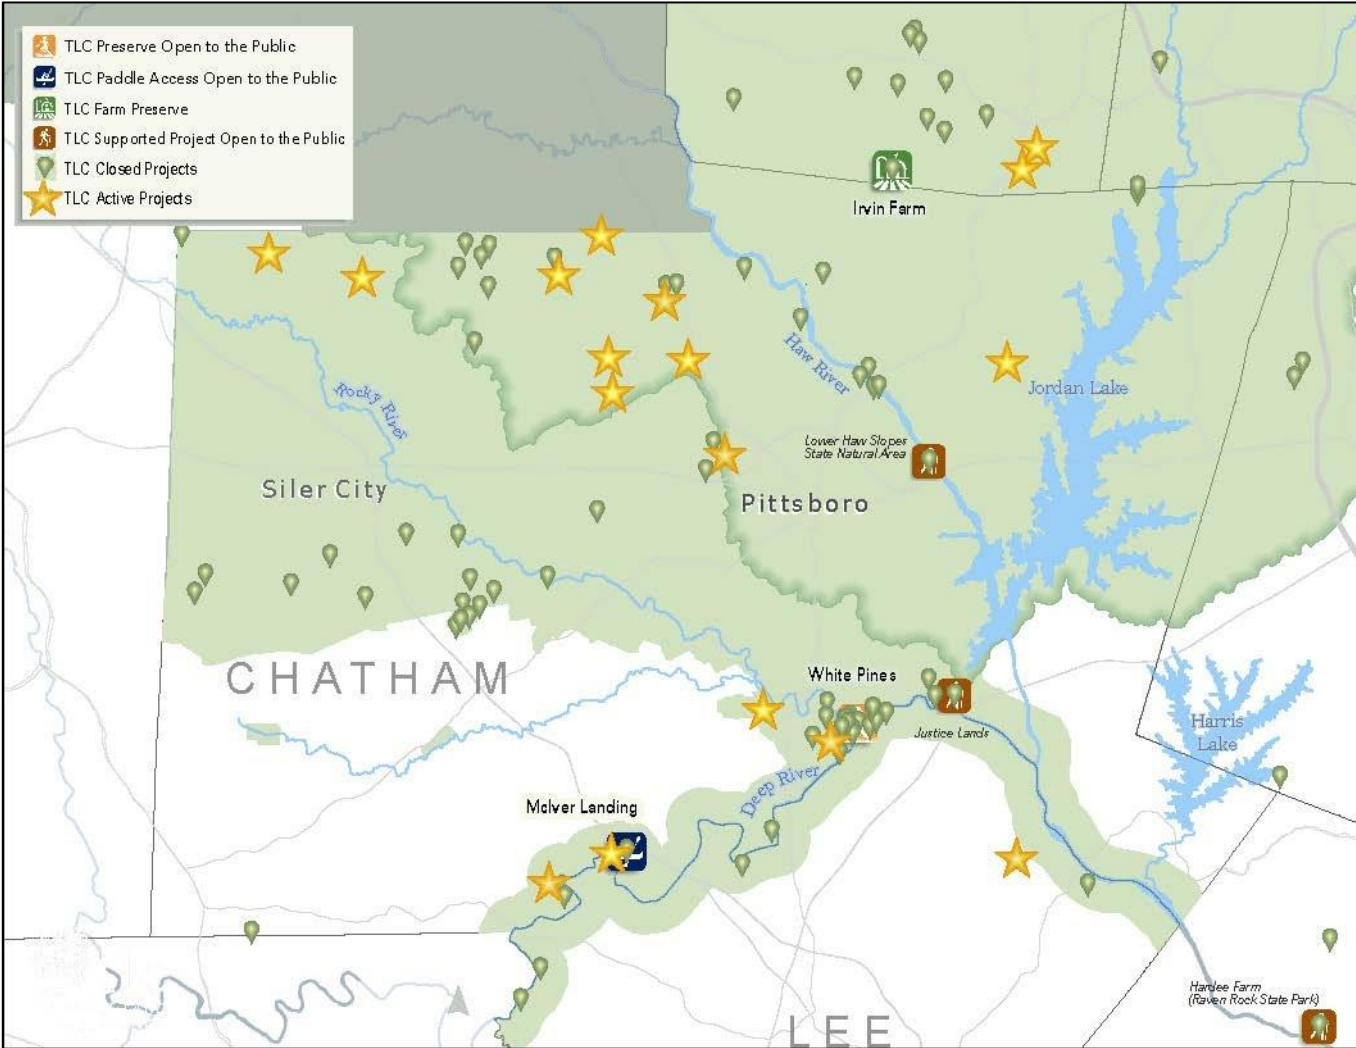 TLC Preserve Open to the Public
TLC Paddle Access Open to the Public
TLC Farm Preserve
TLC Supported Project Open to the Public
TLC Closed Projects
TLC Active Projects
Irvin Farm
Rocky River
Haw River
Jordan Lake
Lower Haw Slopes
State Natural Area
Siler City
Pittsboro
CHATHAM
White Pines
Justice Lands
Harris
Lake
Deep River
McIver Landing
Hardee Farm
(Raven Rock State Park)
LEE